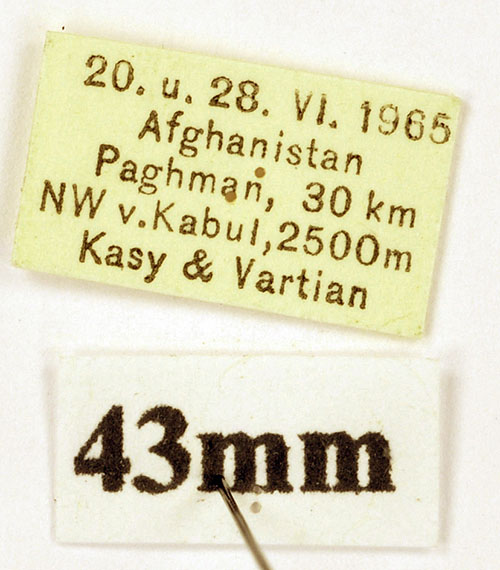 20. u. 28. VI. 1965
Afghanistan
Paghman, 30 km
NW v.Kabul,2500m
Kasy & Vartian
43mm